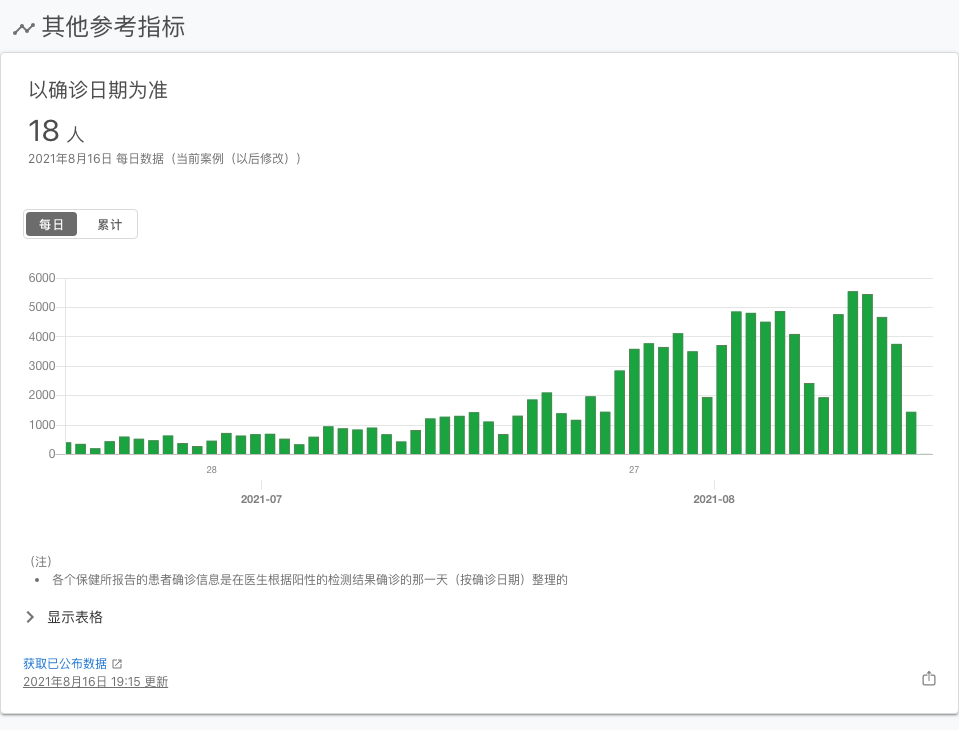 其他参考指标
以确诊日期为准
18 人
2021年8月16日 每日数据（当前案例（以后修改））
每日 累计
6000
5000
4000
3000
2000
1000
0
28 27
2021-07 2021-08
（注）
• 各个保健所报告的患者确诊信息是在医生根据阳性的检测结果确诊的那一天（按确诊日期）整理的
显示表格
获取已公布数据
2021年8月16日 19:15 更新